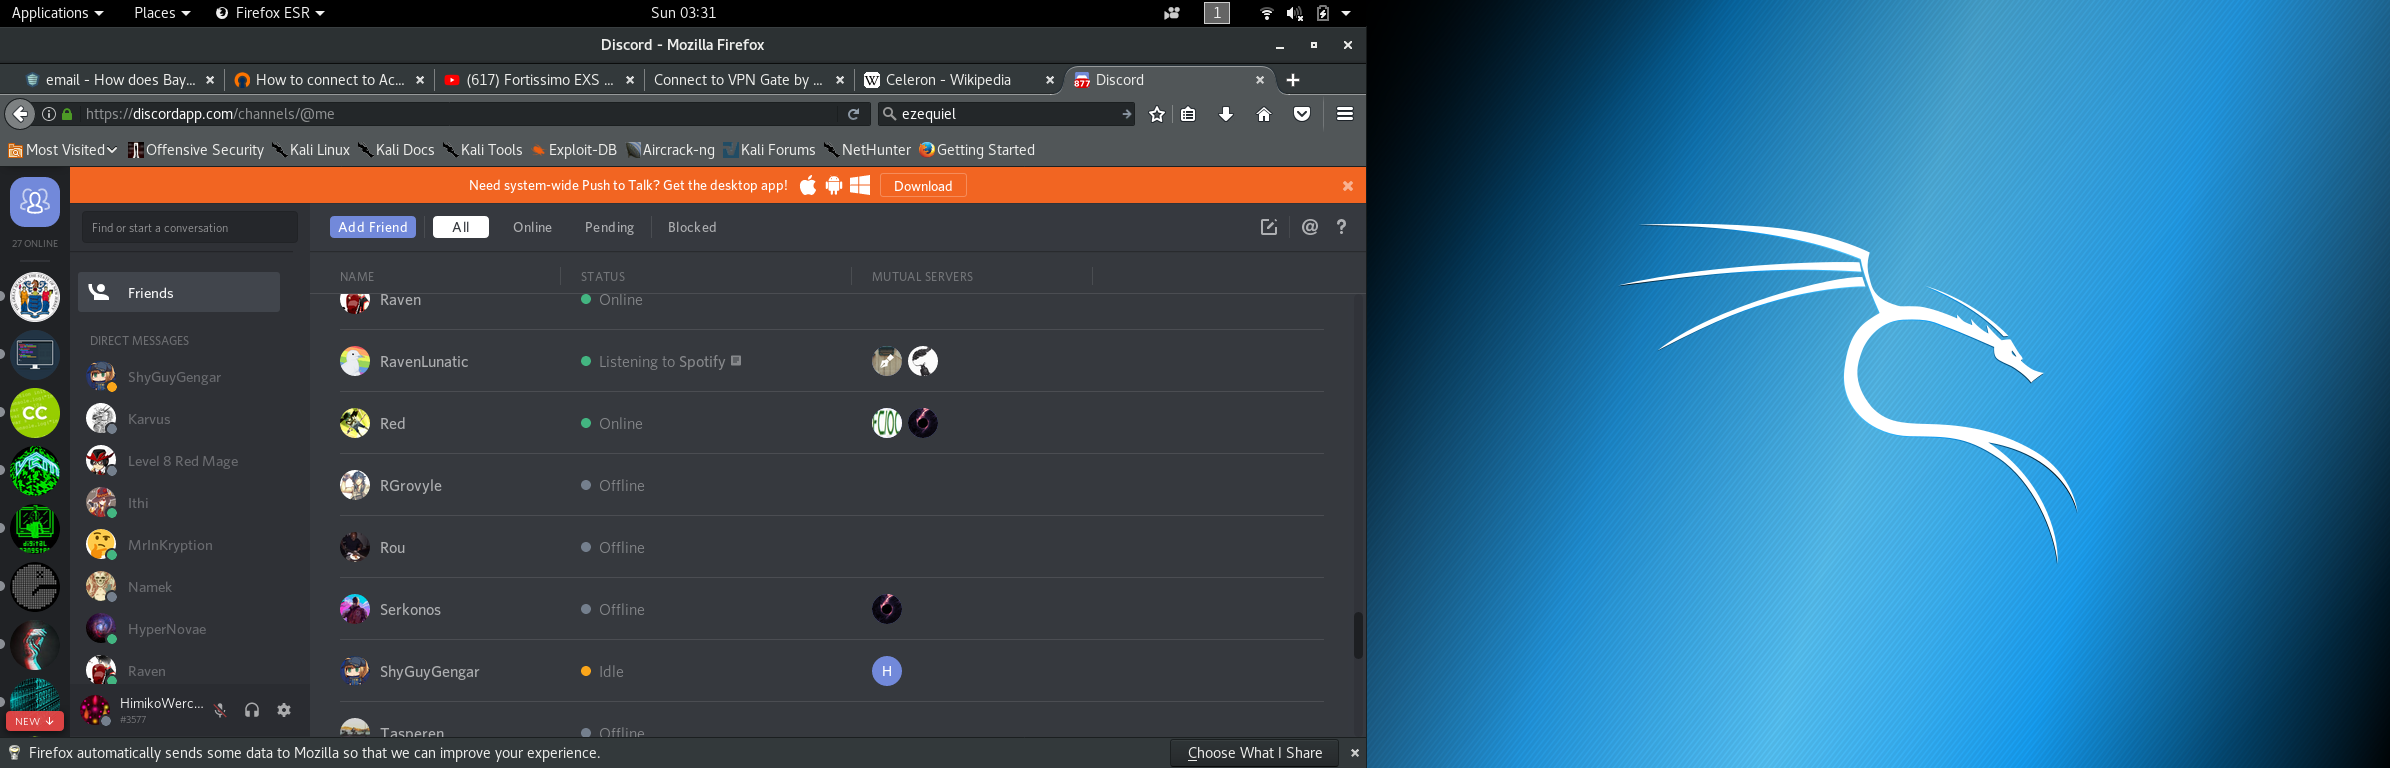 Applications Places Firefox ESR Sun 03:31 1
Discord - Mozilla Firefox
email - How does Bay... How to connect to Ac... (617) Fortissimo EXS ... Connect to VPN Gate by ... W Celeron - Wikipedia 877 Discord
https://discordapp.com/channels/@me ezequiel
Most Visited Offensive Security Kali Linux Kali Docs Kali Tools Exploit-DB Aircrack-ng Kali Forums NetHunter Getting Started
Need system-wide Push to Talk? Get the desktop app! Download
27 ONLINE
CC
DIGITAL
GANGSTER
NEW ↓
Find or start a conversation
Friends
DIRECT MESSAGES
ShyGuyGengar
Karvus
Level 8 Red Mage
Ithi
MrInKryption
Namek
HyperNovae
Raven
HimikoWerc...
#3577
Add Friend All Online Pending Blocked @ ?
NAME STATUS MUTUAL SERVERS
Raven Online
RavenLunatic Listening to Spotify
Red Online
RGrovyle Offline
Rou Offline
Serkonos Offline
ShyGuyGengar Idle H
Tasperen Offline
Firefox automatically sends some data to Mozilla so that we can improve your experience. Choose What I Share